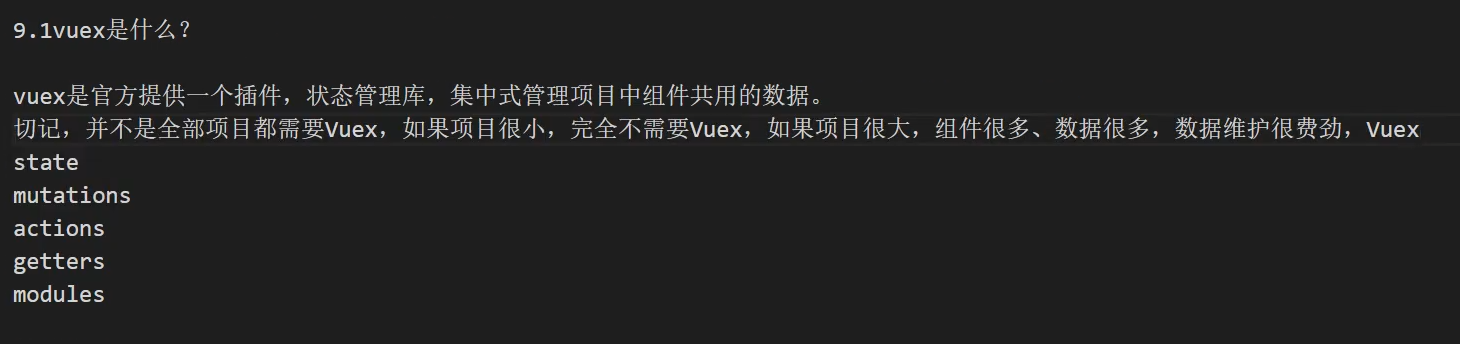 9.1vuex是什么？
vuex是官方提供一个插件，状态管理库，集中式管理项目中组件共用的数据。
切记，并不是全部项目都需要Vuex，如果项目很小，完全不需要Vuex，如果项目很大，组件很多、数据很多，数据维护很费劲，Vuex
state
mutations
actions
getters
modules